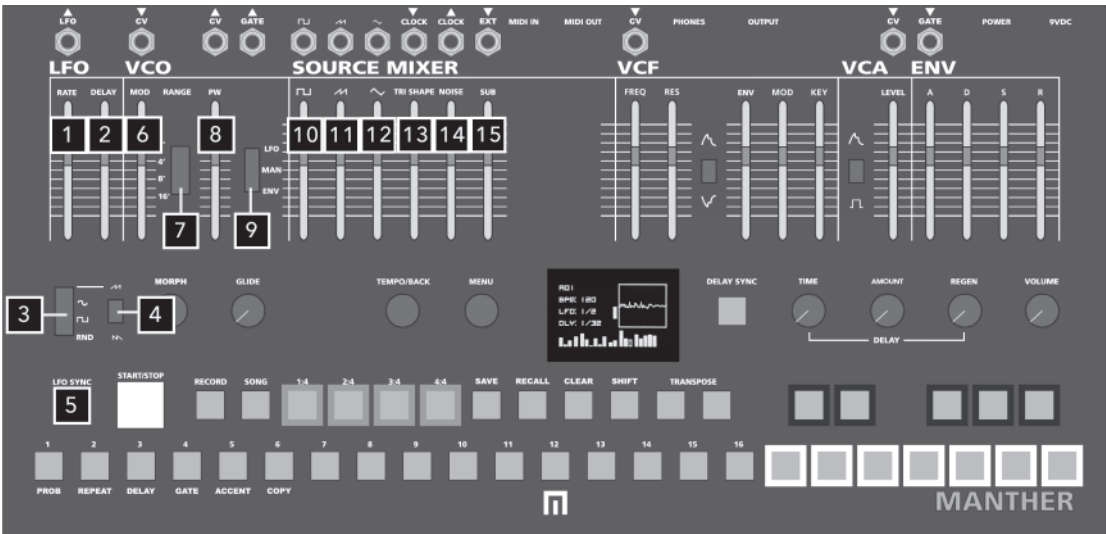 LFO CV CV GATE CLOCK CLOCK EXT MIDI IN MIDI OUT CV PHONES OUTPUT CV GATE POWER 9VDC
LFO VCO SOURCE MIXER VCF VCA ENV
RATE DELAY MOD RANGE PW TRI SHAPE NOISE SUB FREQ RES ENV MOD KEY LEVEL A D S R
1 2 6 8 10 11 12 13 14 15
LFO
4'
MAN
8'
ENV
16'
7 9
MORPH GLIDE TEMPO/BACK MENU DELAY SYNC TIME AMOUNT REGEN VOLUME
3 4
RND
A01
BPM: 120
LFO: 1/2
DLY: 1/32
DELAY
LFO SYNC START/STOP RECORD SONG 1:4 2:4 3:4 4:4 SAVE RECALL CLEAR SHIFT TRANSPOSE
5
1 2 3 4 5 6 7 8 9 10 11 12 13 14 15 16
PROB REPEAT DELAY GATE ACCENT COPY
MANTHER